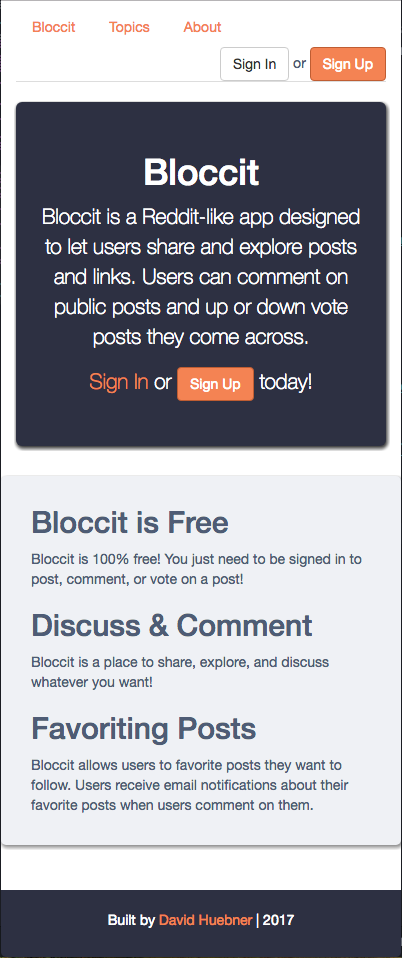 Bloccit Topics About
Sign In or Sign Up
Bloccit
Bloccit is a Reddit-like app designed
to let users share and explore posts
and links. Users can comment on
public posts and up or down vote
posts they come across.
Sign In or Sign Up today!
Bloccit is Free
Bloccit is 100% free! You just need to be signed in to
post, comment, or vote on a post!
Discuss & Comment
Bloccit is a place to share, explore, and discuss
whatever you want!
Favoriting Posts
Bloccit allows users to favorite posts they want to
follow. Users receive email notifications about their
favorite posts when users comment on them.
Built by David Huebner | 2017